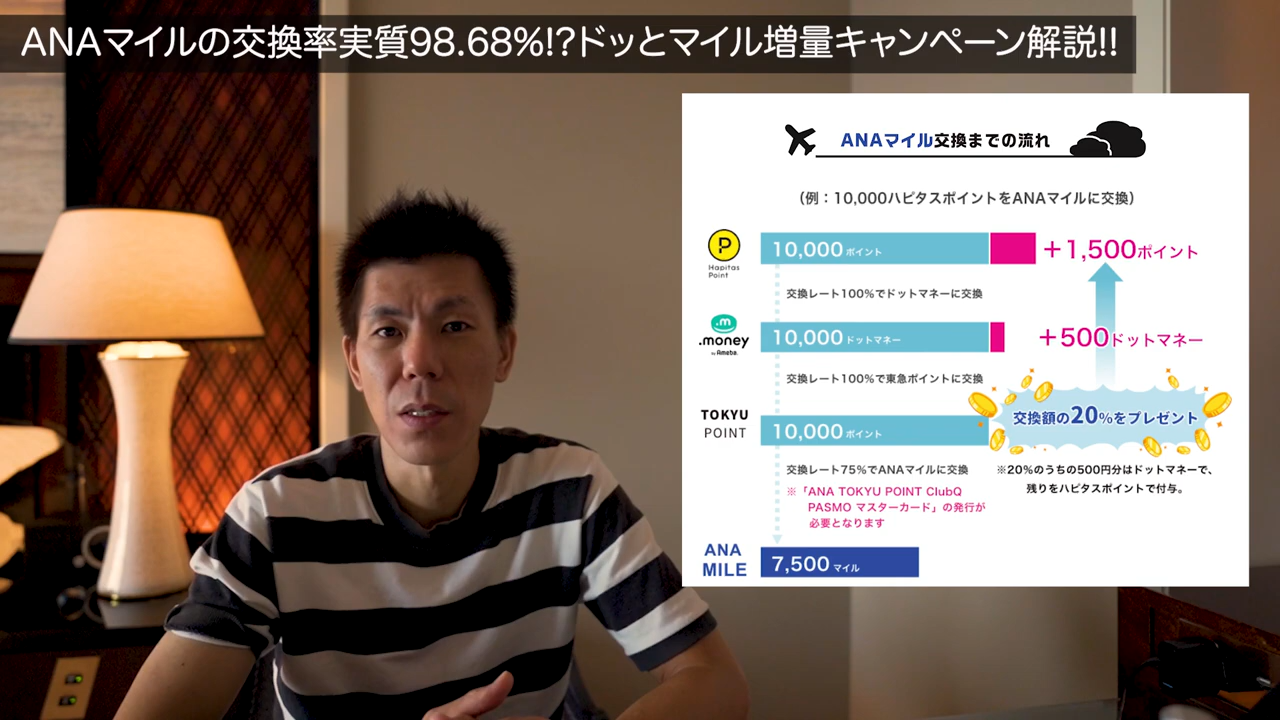 ANAマイルの交換率実質98.68%!?ドッとマイル増量キャンペーン解説!!
ANAマイル交換までの流れ
（例：10,000ハピタスポイントをANAマイルに交換）
P
Hapitas
Point
10,000 ポイント
＋1,500ポイント
交換レート100%でドットマネーに交換
.m
.money
by Ameba.
10,000 ドットマネー
＋500ドットマネー
交換レート100%で東急ポイントに交換
TOKYU
POINT
10,000 ポイント
交換額の20%をプレゼント
交換レート75%でANAマイルに交換
※「ANA TOKYU POINT ClubQ
PASMO マスターカード」の発行が
必要となります
※20%のうちの500円分はドットマネーで、
残りをハピタスポイントで付与。
ANA
MILE
7,500 マイル